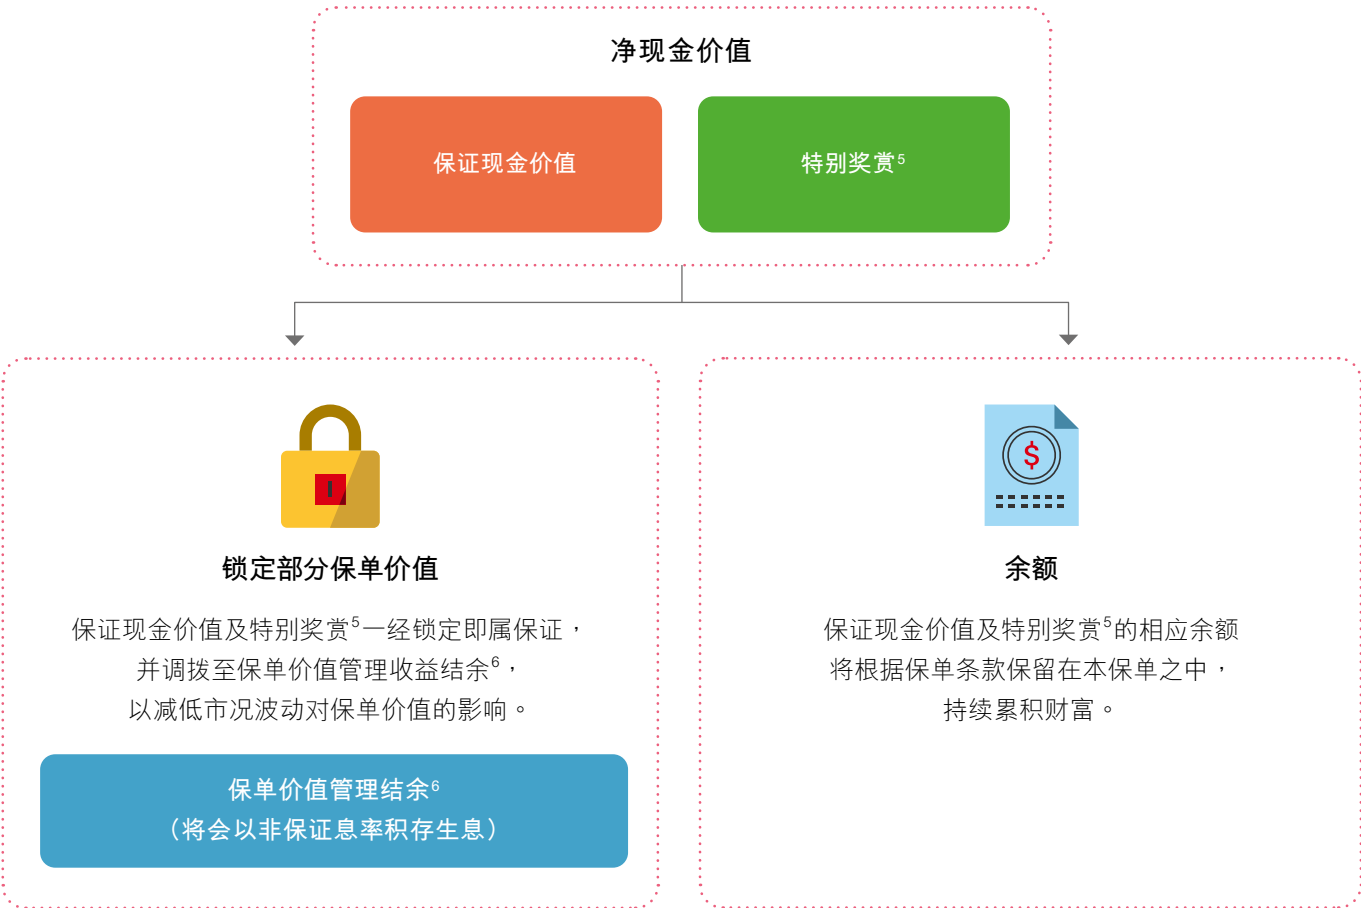 净现金价值
保证现金价值
特别奖赏5
锁定部分保单价值
保证现金价值及特别奖赏5一经锁定即属保证，
并调拨至保单价值管理收益结余6，
以减低市况波动对保单价值的影响。
保单价值管理结余6
（将会以非保证息率积存生息）
$
余额
保证现金价值及特别奖赏5的相应余额
将根据保单条款保留在本保单之中，
持续累积财富。